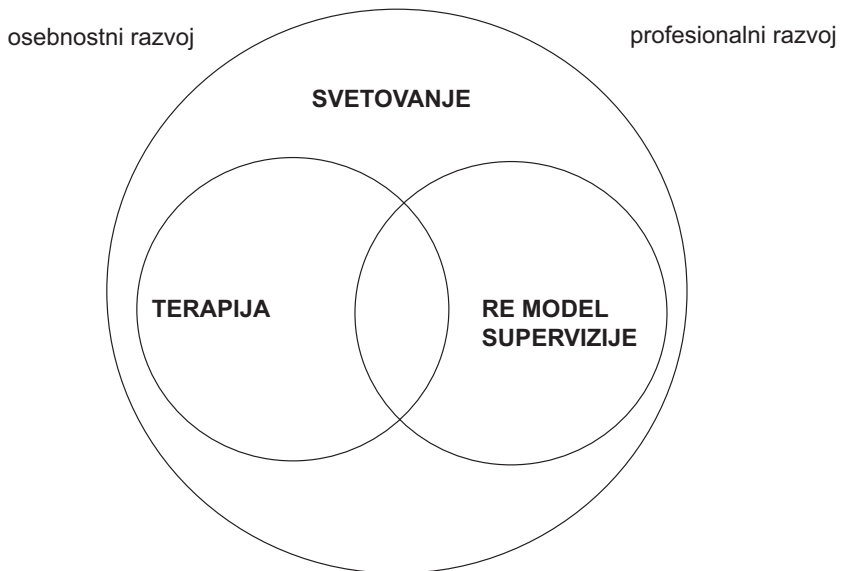 osebnostni razvoj
profesionalni razvoj
SVETOVANJE
TERAPIJA
RE MODEL
SUPERVIZIJE